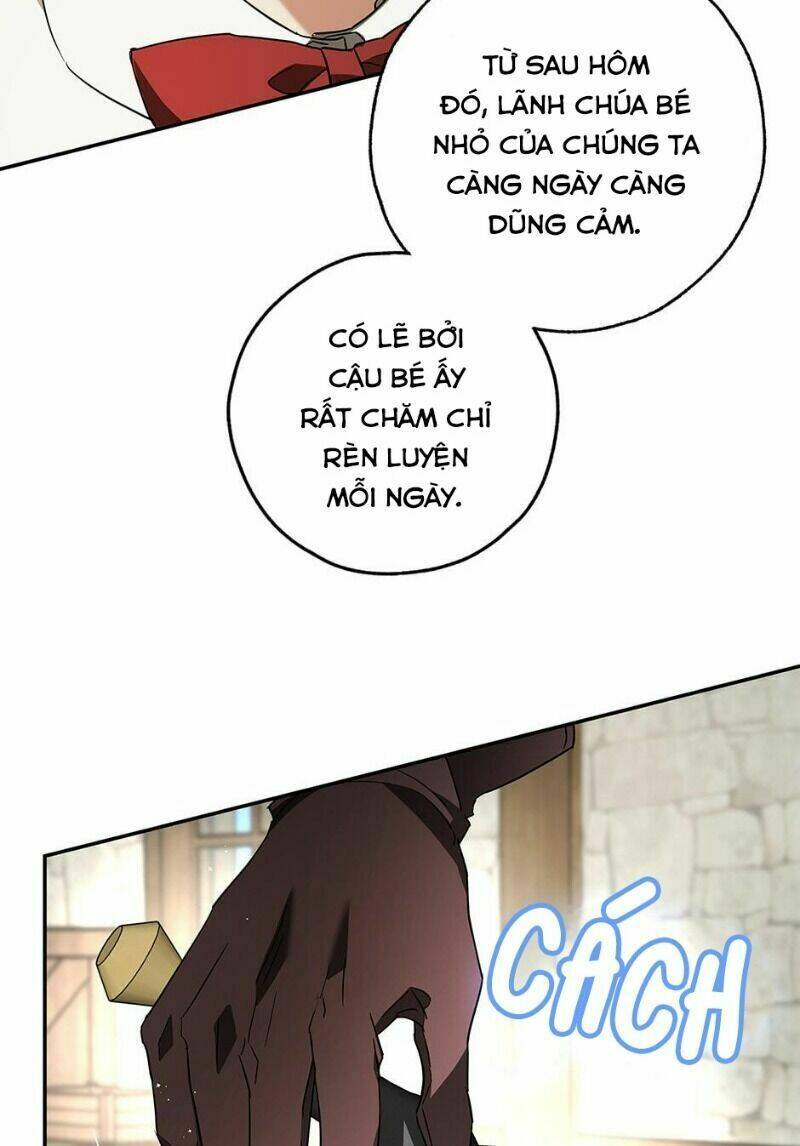 TỪ SAU HÔM
ĐÓ, LÃNH CHÚA BÉ
NHỎ CỦA CHÚNG TA
CÀNG NGÀY CÀNG
DŨNG CẢM.
CÓ LẼ BỞI
CẬU BÉ ẤY
RẤT CHĂM CHỈ
RÈN LUYỆN
MỖI NGÀY.
CÁCH